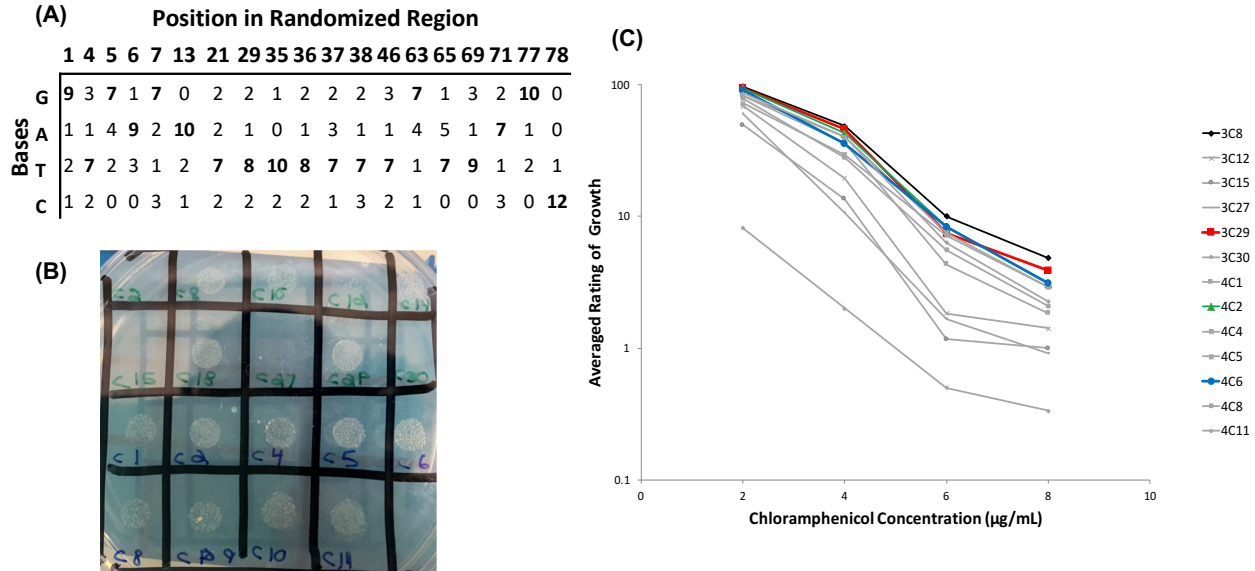 (A)
Position in Randomized Region
1 4 5 6 7 13 21 29 35 36 37 38 46 63 65 69 71 77 78
Bases
G 9 3 7 1 7 0 2 2 1 2 2 2 3 7 1 3 2 10 0
A 1 1 4 9 2 10 2 1 0 1 3 1 1 4 5 1 7 1 0
T 2 7 2 3 1 2 7 8 10 8 7 7 7 1 7 9 1 2 1
C 1 2 0 0 3 1 2 2 2 2 1 3 2 1 0 0 3 0 12
(B)
C2 C8 C10 C12 C14
C15 C18 C27 C29 C30
C1 C2 C4 C5 C6
C8 C 9 C10 C11
(C)
Averaged Rating of Growth
100
10
1
0.1
0 2 4 6 8 10
Chloramphenicol Concentration (µg/mL)
3C8
3C12
3C15
3C27
3C29
3C30
4C1
4C2
4C4
4C5
4C6
4C8
4C11